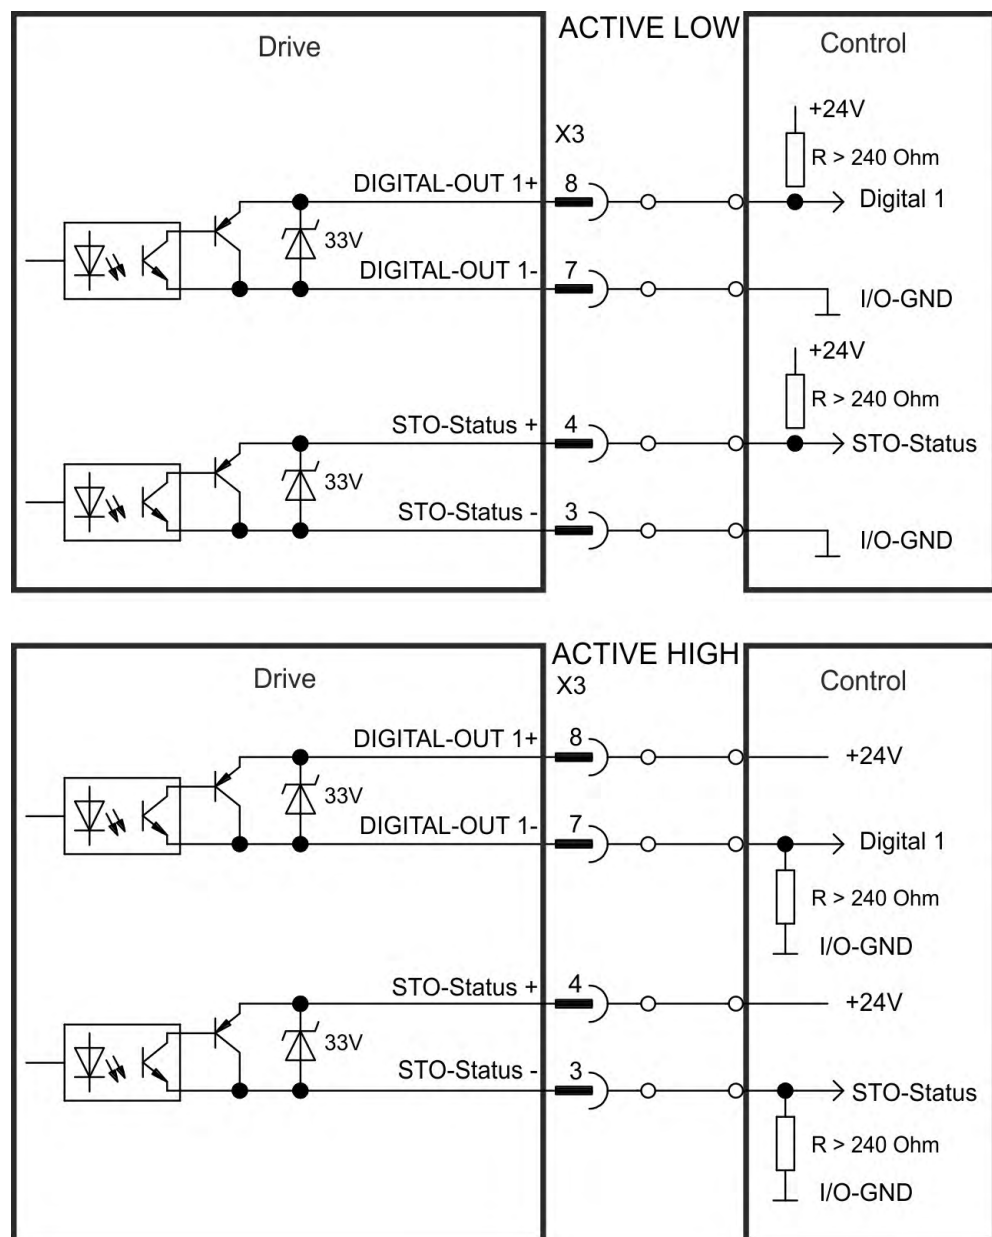 ACTIVE LOW
Drive
Control
+24V
X3
R > 240 Ohm
DIGITAL-OUT 1+
8
Digital 1
33V
DIGITAL-OUT 1-
7
I/O-GND
+24V
R > 240 Ohm
STO-Status +
4
STO-Status
33V
STO-Status -
3
I/O-GND
ACTIVE HIGH
Drive
X3
Control
DIGITAL-OUT 1+
8
+24V
33V
DIGITAL-OUT 1-
7
Digital 1
R > 240 Ohm
I/O-GND
STO-Status +
4
+24V
33V
STO-Status -
3
STO-Status
R > 240 Ohm
I/O-GND